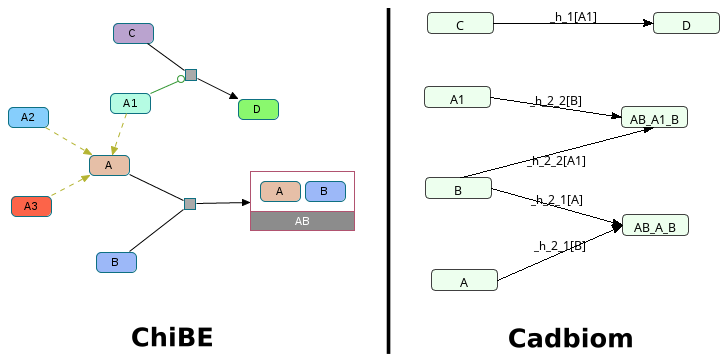 C
A1
A2
D
A
A3
A B
AB
B
ChiBE
C
_h_1[A1]
D
A1
_h_2_2[B]
AB_A1_B
_h_2_2[A1]
B
_h_2_1[A]
AB_A_B
_h_2_1[B]
A
Cadbiom